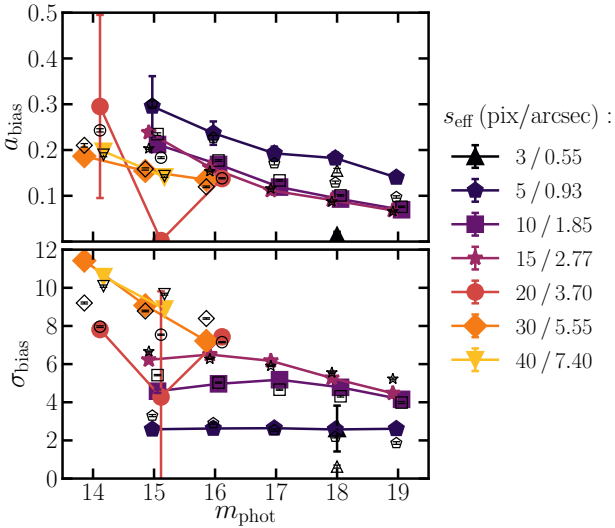 0.5
0.4
0.3
0.2
0.1
a_bias
12
10
8
6
4
2
0
σ_bias
14 15 16 17 18 19
m_phot
s_eff (pix/arcsec) :
3 / 0.55
5 / 0.93
10 / 1.85
15 / 2.77
20 / 3.70
30 / 5.55
40 / 7.40